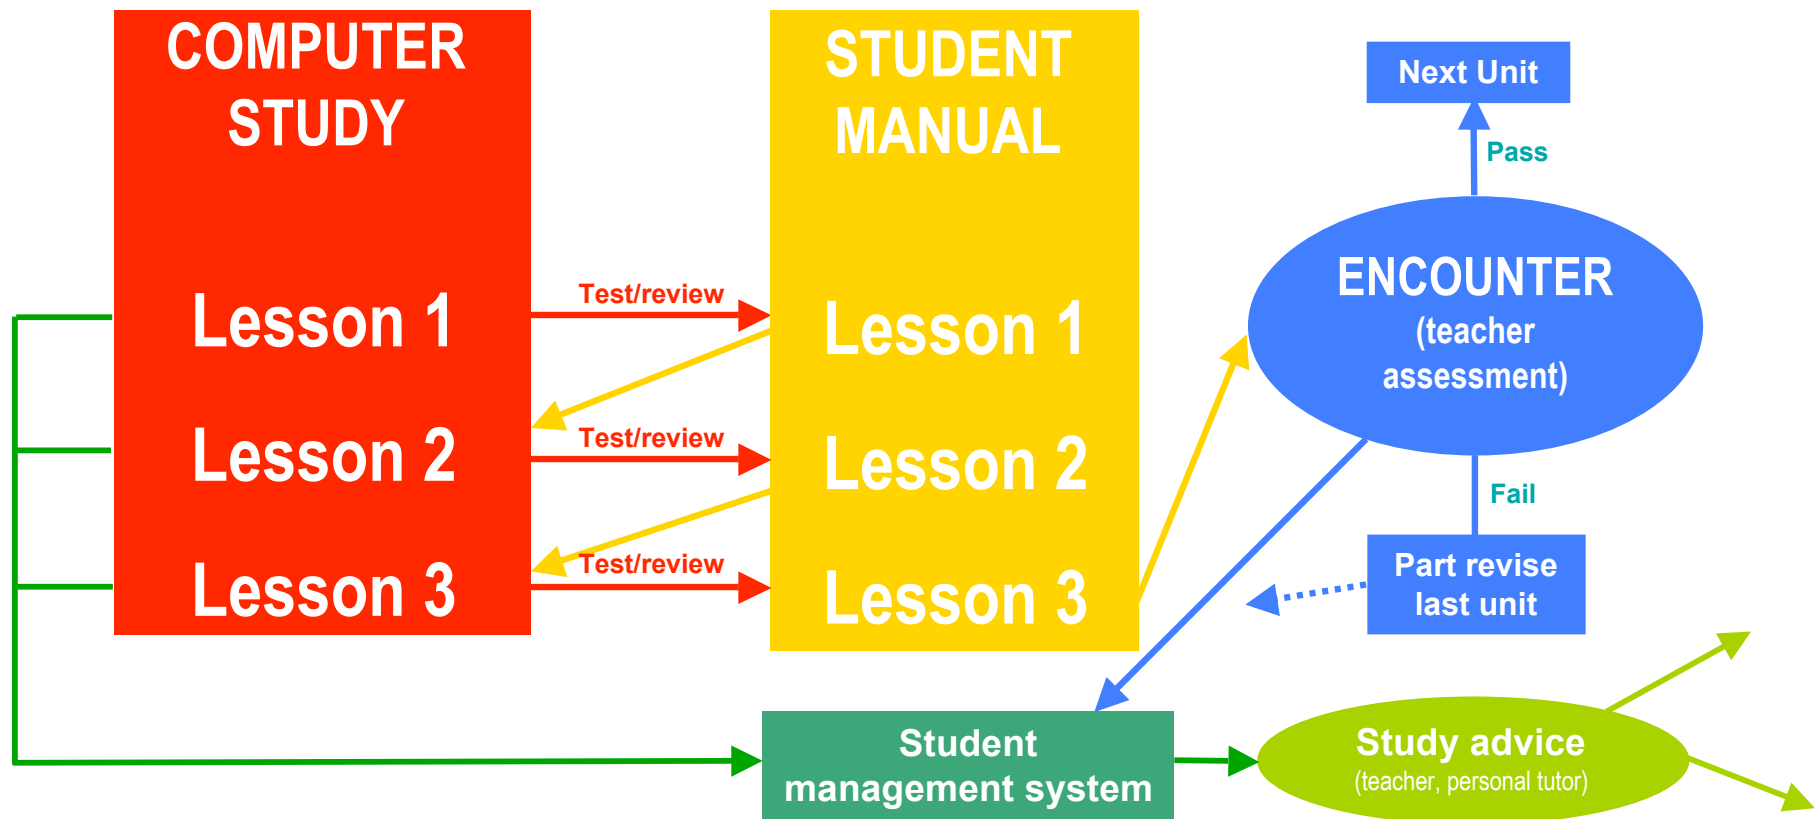 COMPUTER
STUDY
Lesson 1
Lesson 2
Lesson 3
Test/review
Test/review
Test/review
STUDENT
MANUAL
Lesson 1
Lesson 2
Lesson 3
Next Unit
Pass
ENCOUNTER
(teacher
assessment)
Fail
Part revise
last unit
Student
management system
Study advice
(teacher, personal tutor)